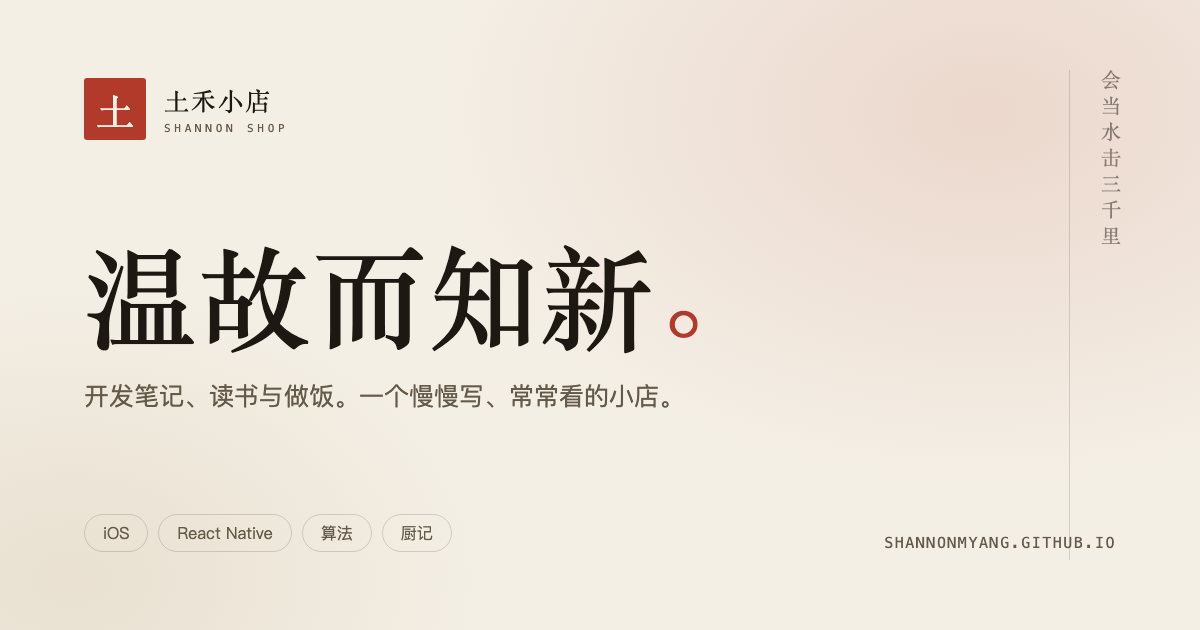 土
土禾小店
SHANNON SHOP
会当水击三千里
温故而知新。
开发笔记、读书与做饭。一个慢慢写、常常看的小店。
iOS
React Native
算法
厨记
SHANNONMYANG.GITHUB.IO